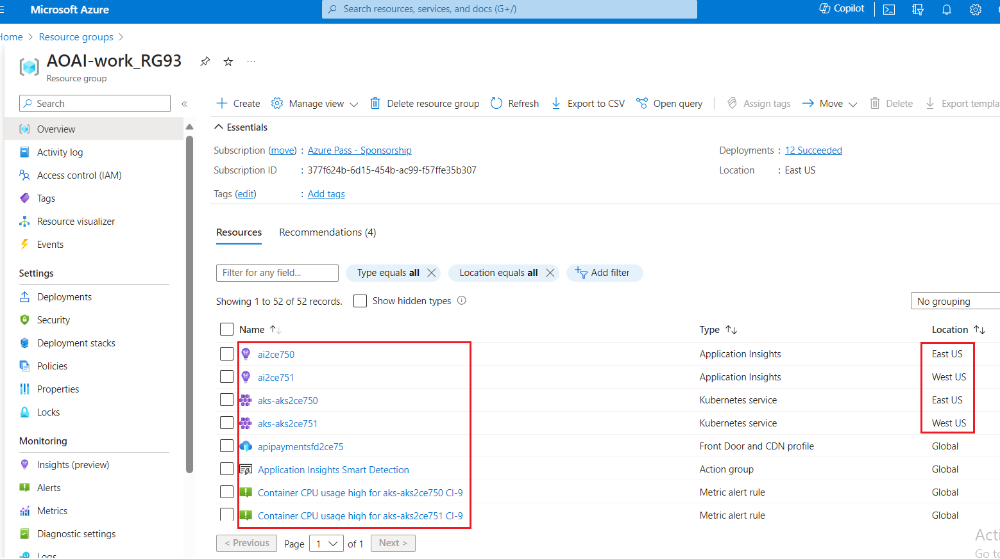 Microsoft Azure
Search resources, services, and docs (G+/)
Copilot
Home > Resource groups >
AOAI-work_RG93
Resource group
Search
«
Create
Manage view
Delete resource group
Refresh
Export to CSV
Open query
Assign tags
Move
Delete
Export templa
Overview
Activity log
Access control (IAM)
Tags
Resource visualizer
Events
Settings
Deployments
Security
Deployment stacks
Policies
Properties
Locks
Monitoring
Insights (preview)
Alerts
Metrics
Diagnostic settings
Logs
Essentials
Subscription (move) : Azure Pass - Sponsorship
Deployments : 12 Succeeded
Subscription ID : 377f624b-6d15-454b-ac99-f57ffe35b307
Location : East US
Tags (edit) : Add tags
Resources
Recommendations (4)
Filter for any field...
Type equals all
Location equals all
Add filter
Showing 1 to 52 of 52 records.
Show hidden types
No grouping
Name
Type
Location
ai2ce750 Application Insights East US
ai2ce751 Application Insights West US
aks-aks2ce750 Kubernetes service East US
aks-aks2ce751 Kubernetes service West US
apipaymentsfd2ce75 Front Door and CDN profile Global
Application Insights Smart Detection Action group Global
Container CPU usage high for aks-aks2ce750 CI-9 Metric alert rule Global
Container CPU usage high for aks-aks2ce751 CI-9 Metric alert rule Global
< Previous
Page 1 of 1
Next >
Acti
Go to